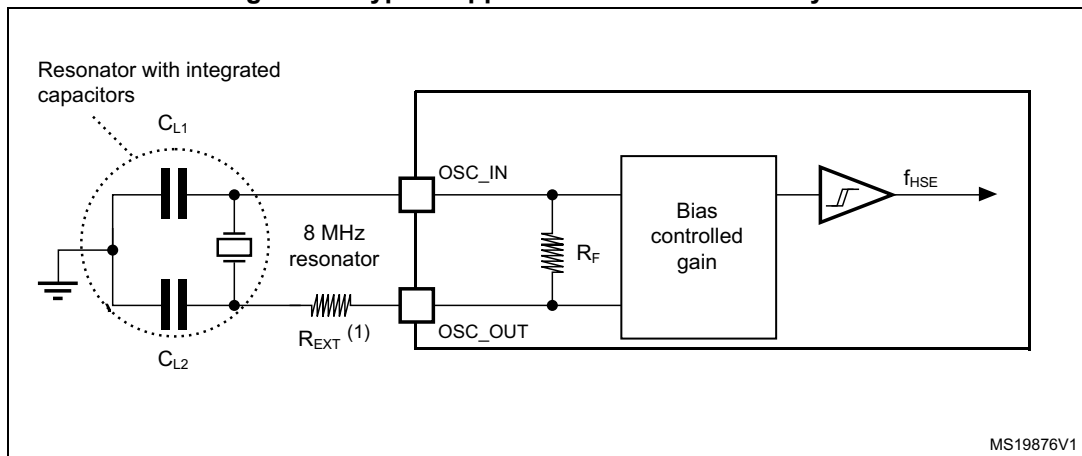 Resonator with integrated
capacitors
C_L1
OSC_IN
f_HSE
8 MHz
resonator
R_F
Bias
controlled
gain
R_EXT (1)
OSC_OUT
C_L2
MS19876V1